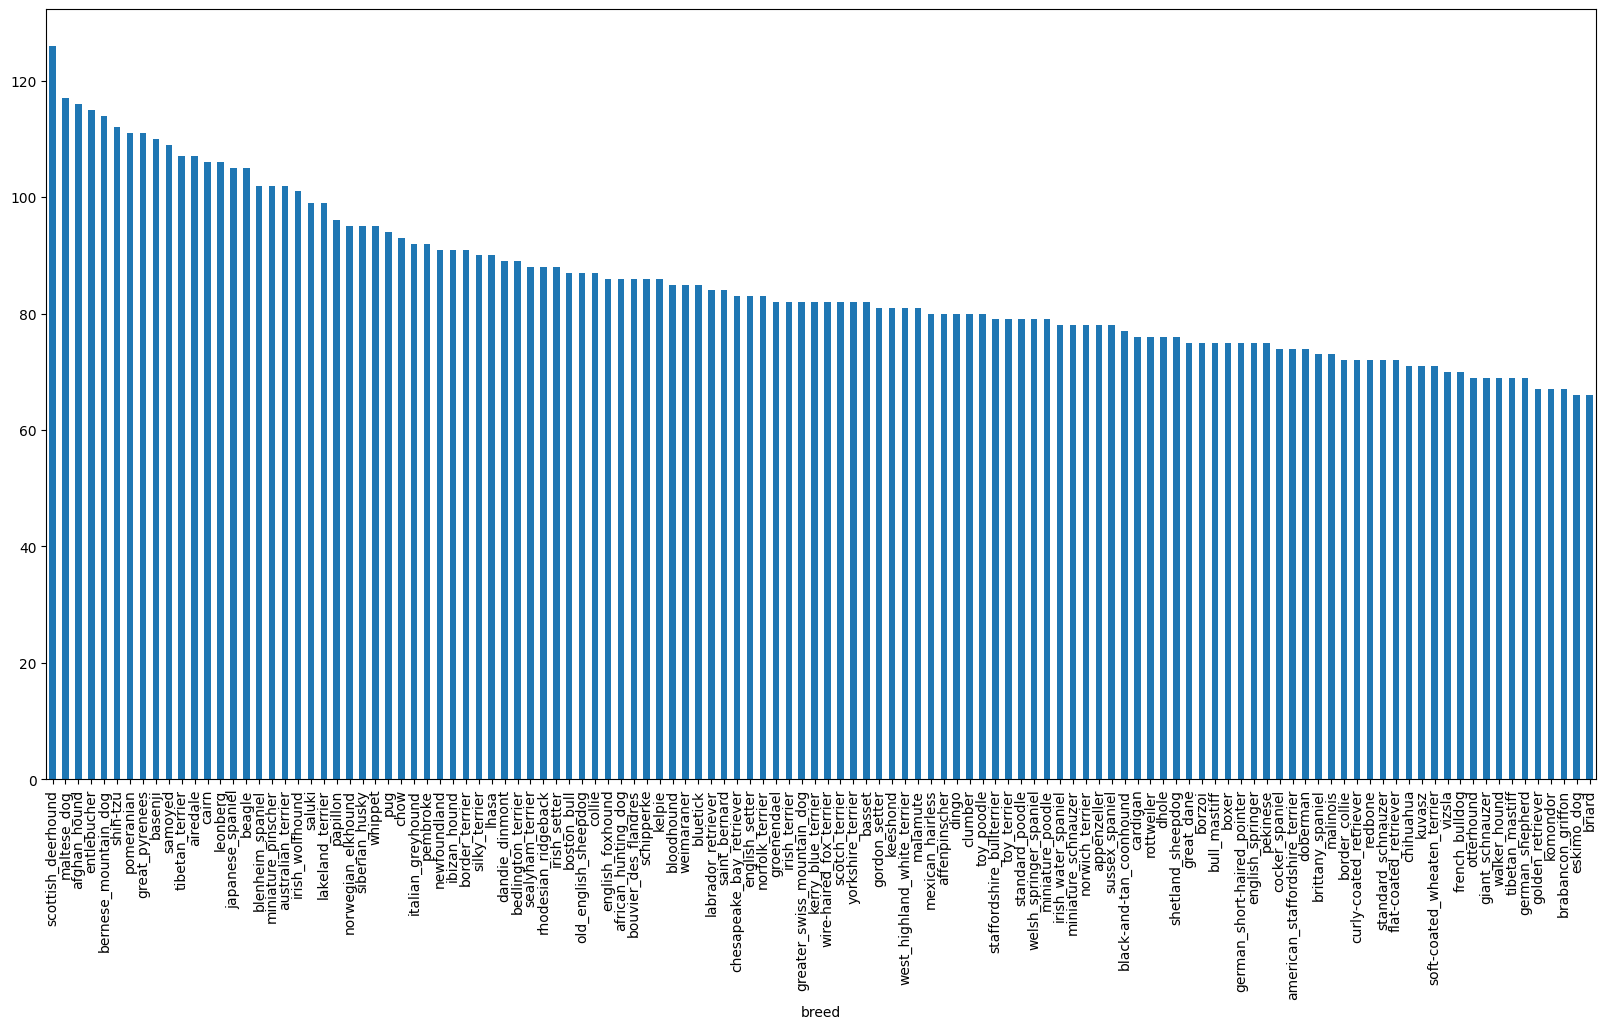 120
100
80
60
40
20
0
scottish_deerhound
maltese_dog
afghan_hound
entlebucher
bernese_mountain_dog
shih-tzu
pomeranian
great_pyrenees
basenji
samoyed
tibetan_terrier
airedale
cairn
leonberg
japanese_spaniel
beagle
blenheim_spaniel
miniature_pinscher
australian_terrier
irish_wolfhound
saluki
lakeland_terrier
papillon
norwegian_elkhound
siberian_husky
whippet
pug
chow
italian_greyhound
pembroke
newfoundland
ibizan_hound
border_terrier
silky_terrier
lhasa
dandie_dinmont
bedlington_terrier
sealyham_terrier
rhodesian_ridgeback
irish_setter
boston_bull
old_english_sheepdog
collie
english_foxhound
african_hunting_dog
bouvier_des_flandres
schipperke
kelpie
bloodhound
weimaraner
bluetick
labrador_retriever
saint_bernard
chesapeake_bay_retriever
english_setter
norfolk_terrier
groenendael
irish_terrier
greater_swiss_mountain_dog
kerry_blue_terrier
wire-haired_fox_terrier
scotch_terrier
yorkshire_terrier
basset
gordon_setter
keeshond
west_highland_white_terrier
malamute
mexican_hairless
affenpinscher
dingo
clumber
toy_poodle
staffordshire_bullterrier
toy_terrier
standard_poodle
welsh_springer_spaniel
miniature_poodle
irish_water_spaniel
miniature_schnauzer
norwich_terrier
appenzeller
sussex_spaniel
black-and-tan_coonhound
cardigan
rottweiler
dhole
shetland_sheepdog
great_dane
borzoi
bull_mastiff
boxer
german_short-haired_pointer
english_springer
pekinese
cocker_spaniel
american_staffordshire_terrier
doberman
brittany_spaniel
malinois
border_collie
curly-coated_retriever
redbone
standard_schnauzer
flat-coated_retriever
chihuahua
kuvasz
soft-coated_wheaten_terrier
vizsla
french_bulldog
otterhound
giant_schnauzer
walker_hound
tibetan_mastiff
german_shepherd
golden_retriever
komondor
brabancon_griffon
eskimo_dog
briard
breed